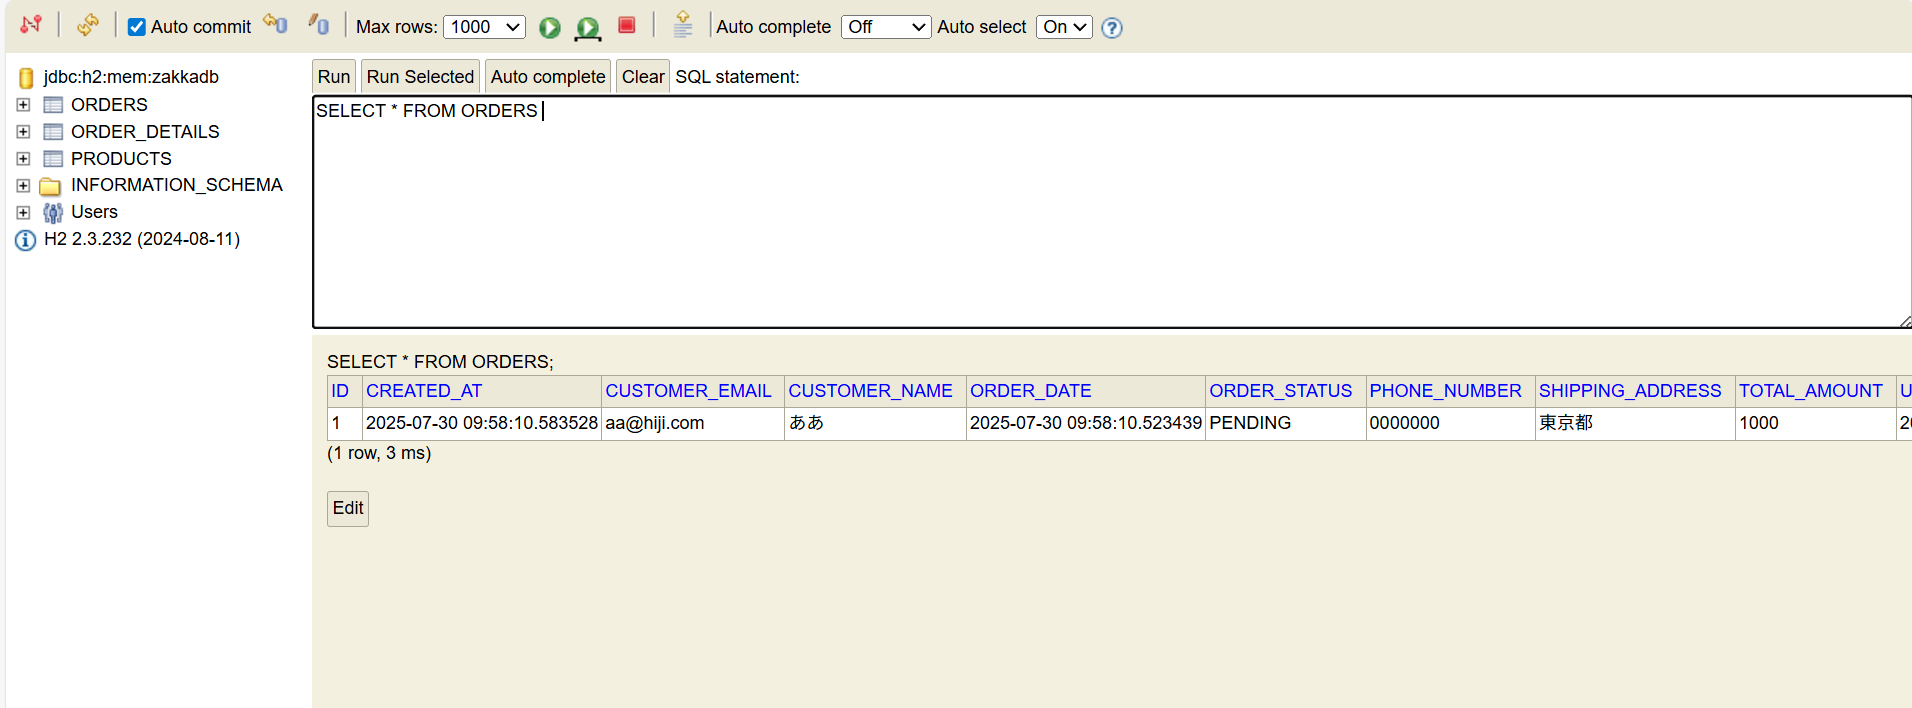 Auto commit Max rows: 1000 Auto complete Off Auto select On
jdbc:h2:mem:zakkadb
ORDERS
ORDER_DETAILS
PRODUCTS
INFORMATION_SCHEMA
Users
H2 2.3.232 (2024-08-11)
Run Run Selected Auto complete Clear SQL statement:
SELECT * FROM ORDERS
SELECT * FROM ORDERS;
ID CREATED_AT CUSTOMER_EMAIL CUSTOMER_NAME ORDER_DATE ORDER_STATUS PHONE_NUMBER SHIPPING_ADDRESS TOTAL_AMOUNT U
1 2025-07-30 09:58:10.583528 aa@hiji.com ああ 2025-07-30 09:58:10.523439 PENDING 0000000 東京都 1000 20
(1 row, 3 ms)
Edit